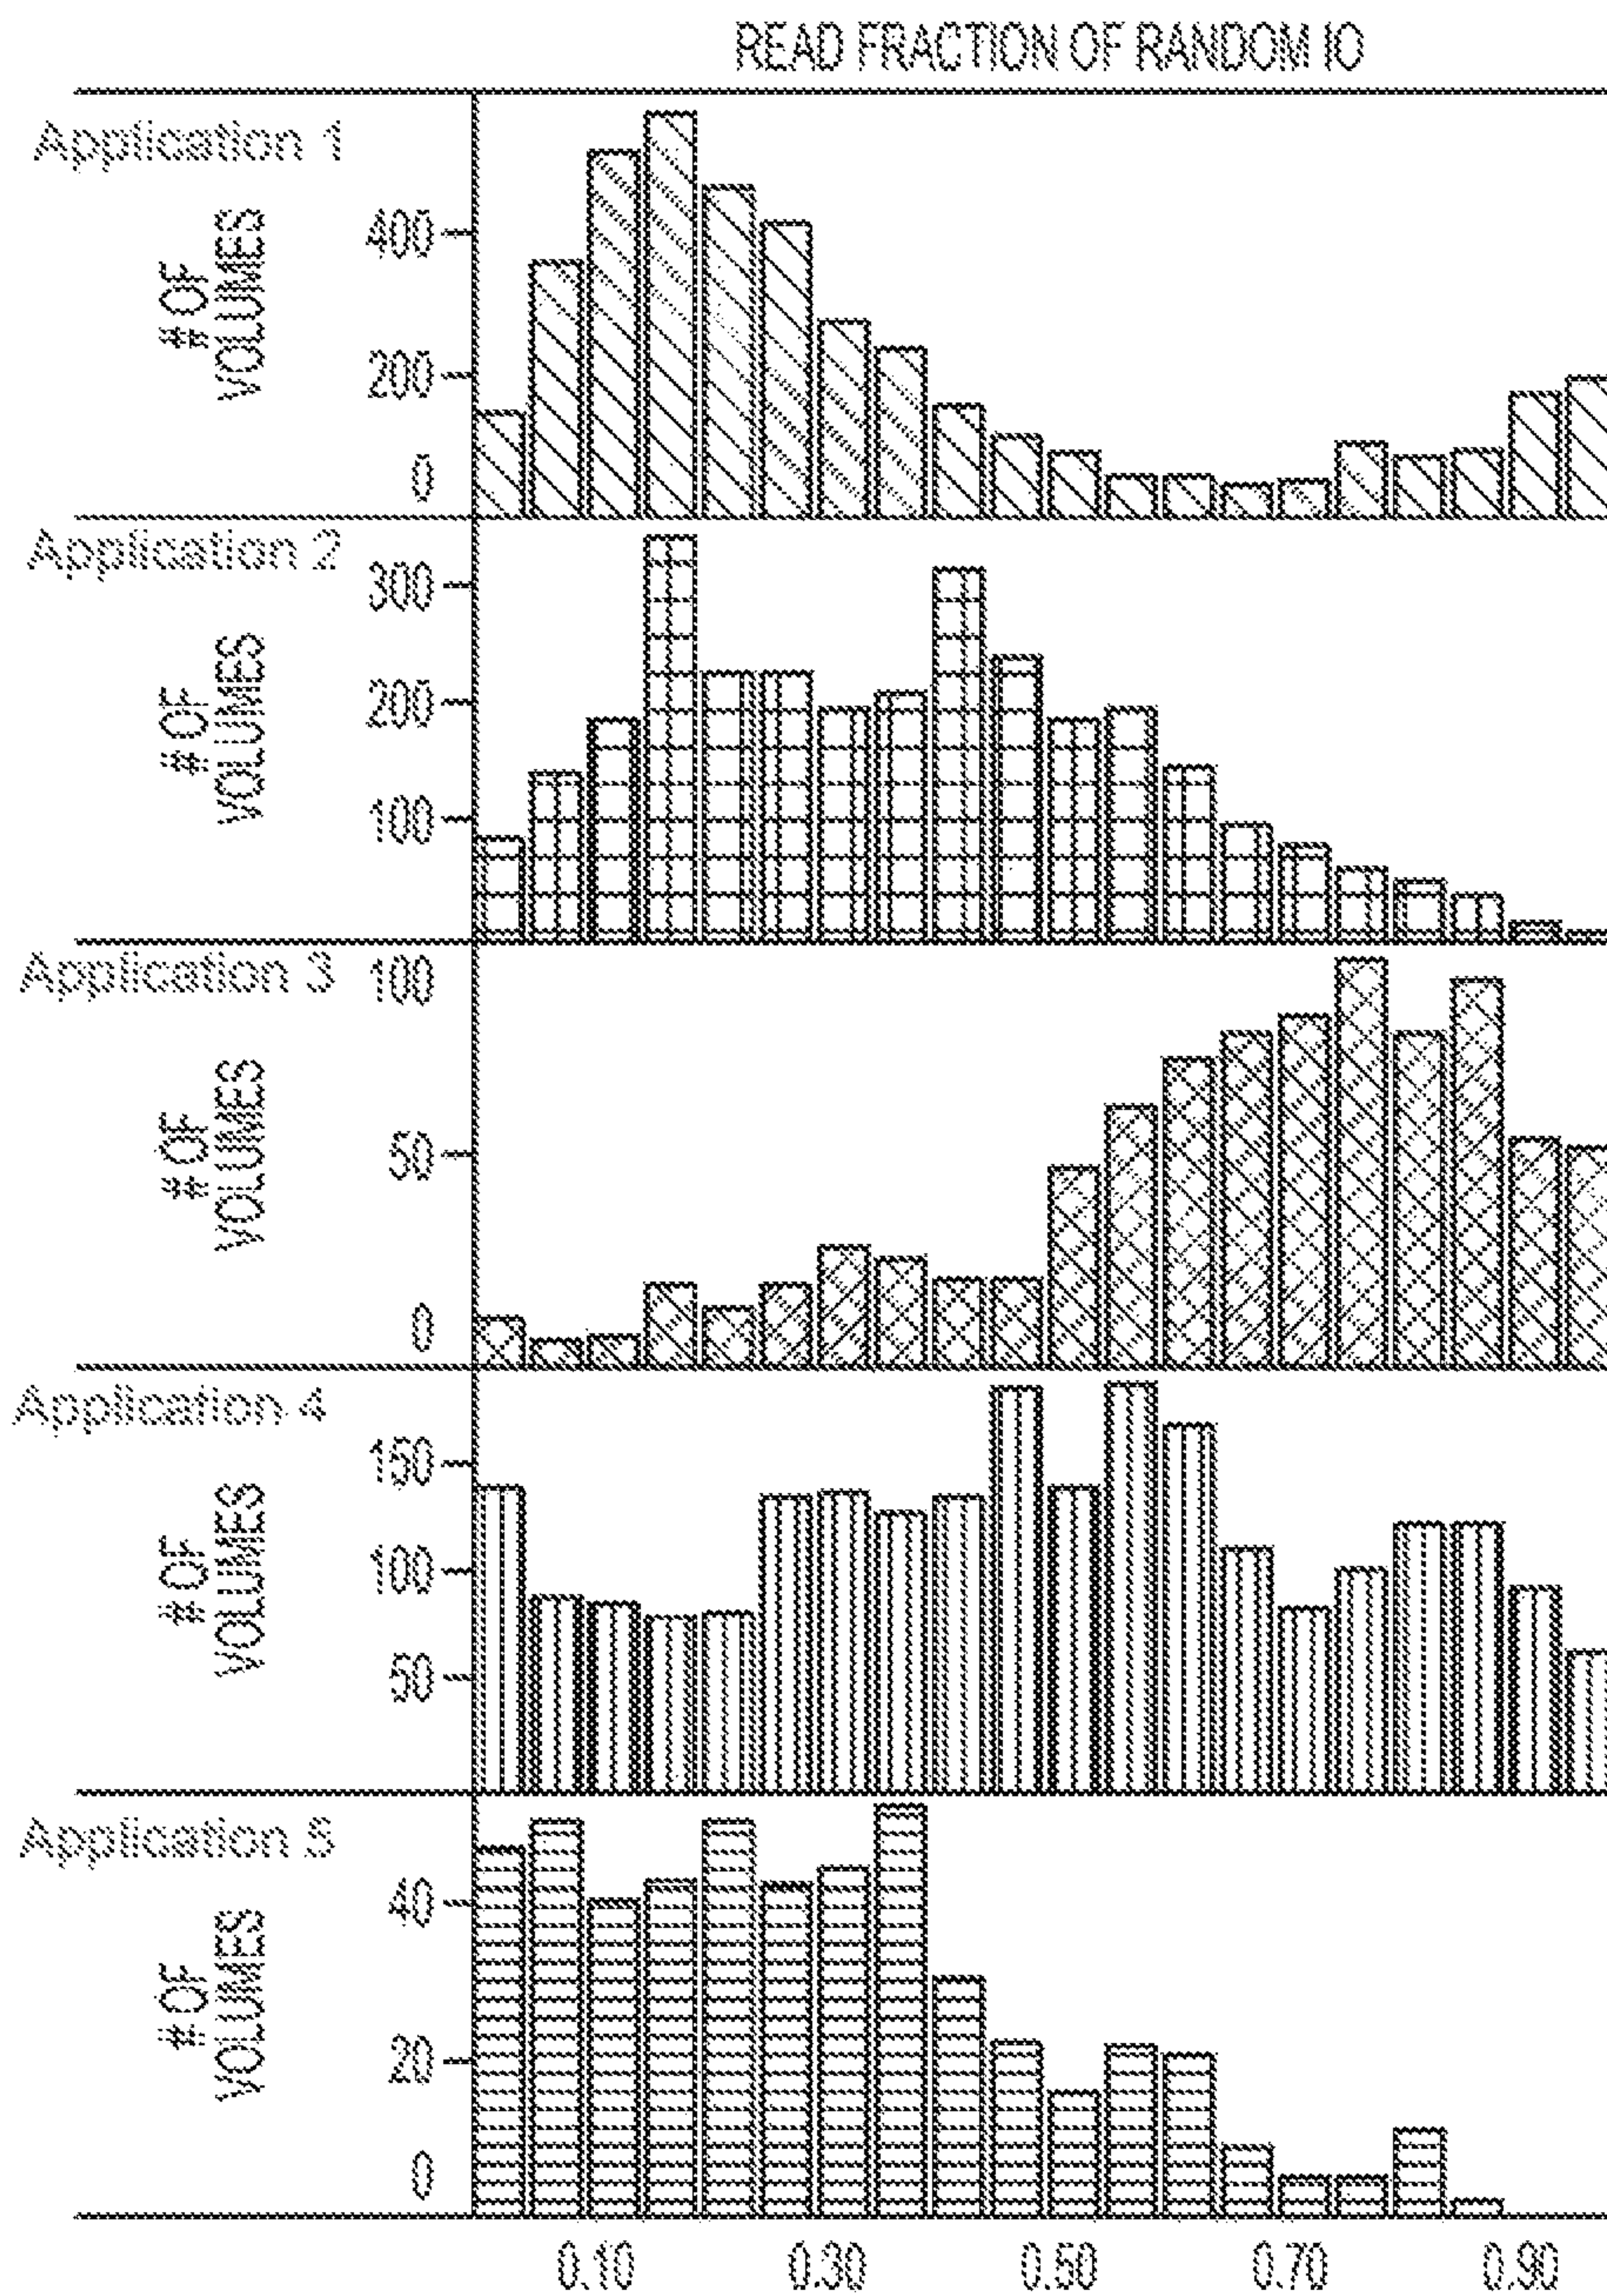 READ FRACTION OF RANDOM IO
Application 1
# OF
VOLUMES
400
200
0
Application 2
# OF
VOLUMES
300
200
100
Application 3
# OF
VOLUMES
100
50
0
Application 4
# OF
VOLUMES
150
100
50
Application 5
# OF
VOLUMES
40
20
0
0.10 0.30 0.50 0.70 0.90